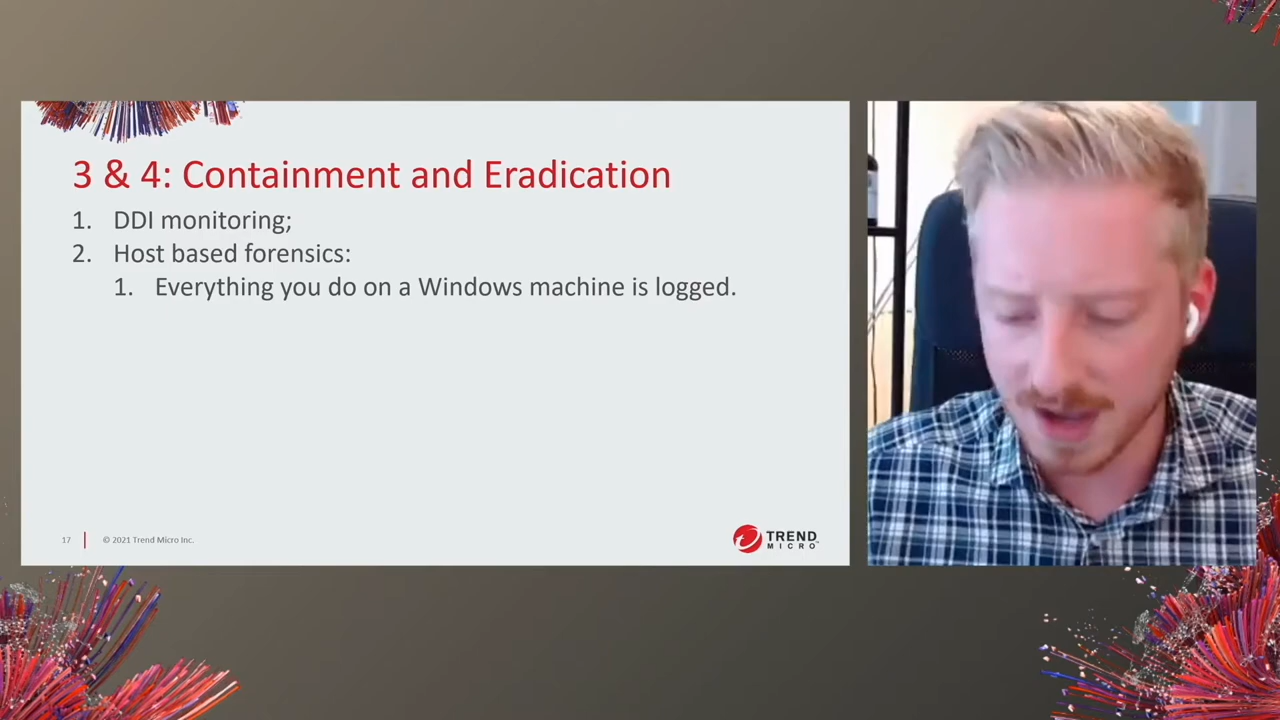 3 & 4: Containment and Eradication
1. DDI monitoring;
2. Host based forensics:
1. Everything you do on a Windows machine is logged.
17 © 2021 Trend Micro Inc.
TREND
MICRO